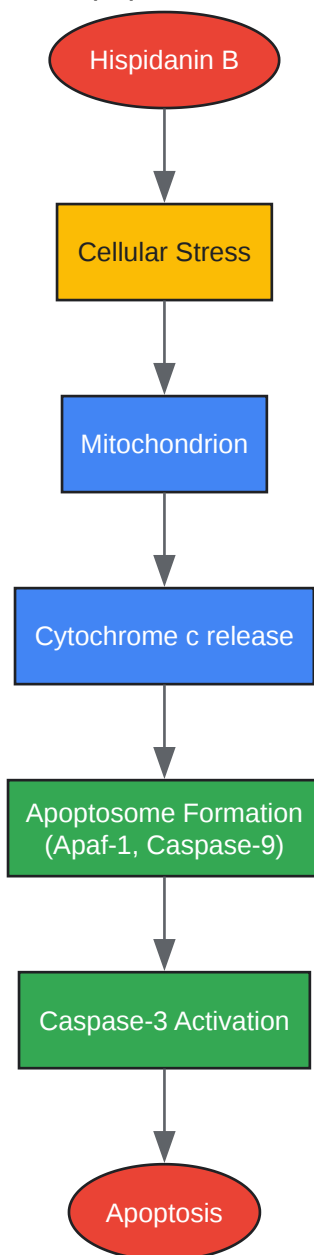 Hispidanin B
Cellular Stress
Mitochondrion
Cytochrome c release
Apoptosome Formation
(Apaf-1, Caspase-9)
Caspase-3 Activation
Apoptosis